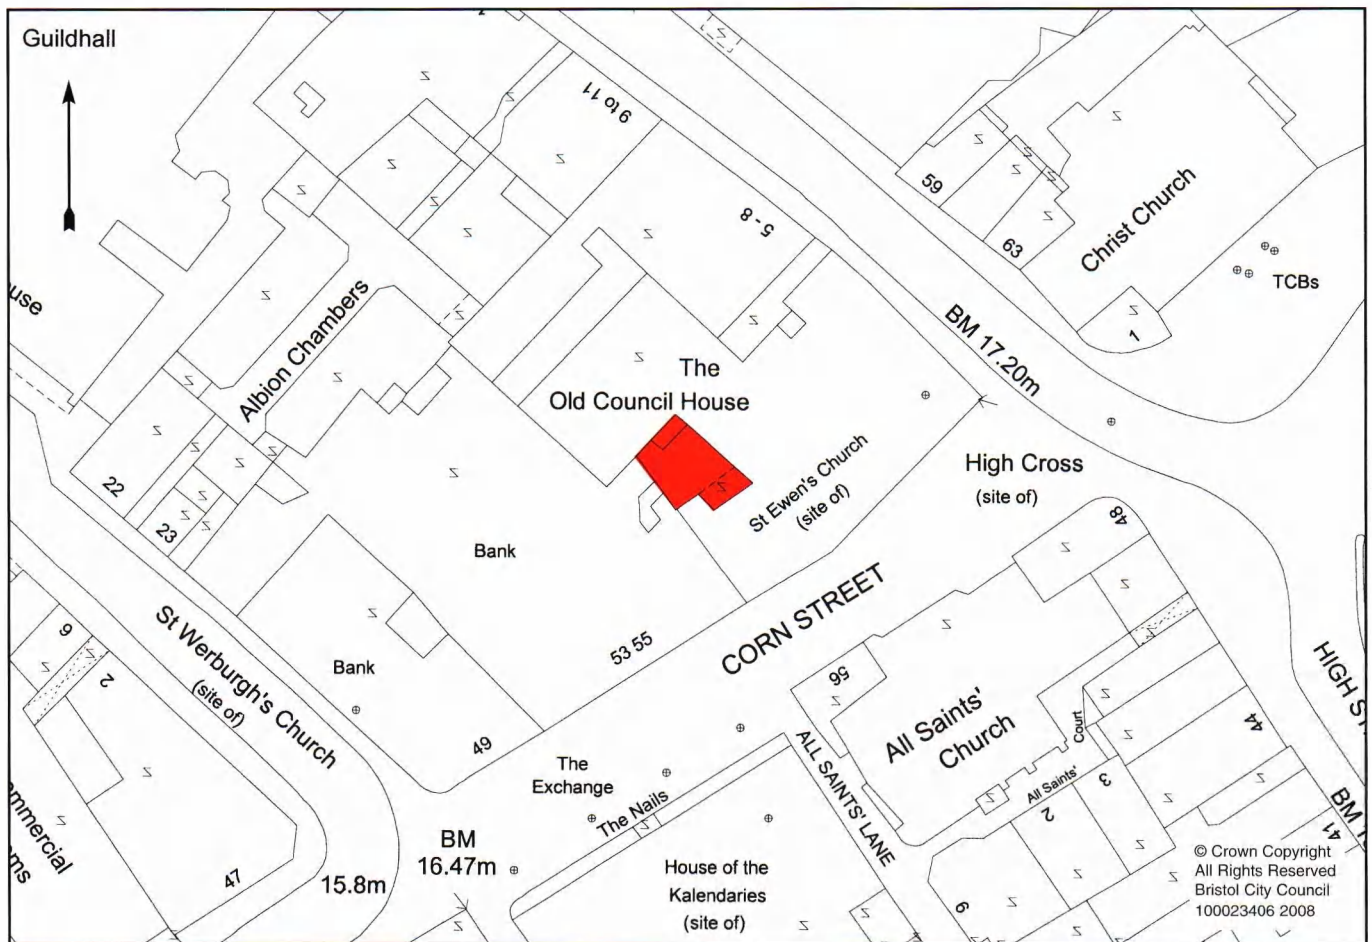 Guildhall
9 to 11
5 - 8
59
63
Christ Church
TCBs
1
BM 17.20m
use
Albion Chambers
The
Old Council House
St Ewen's Church
(site of)
High Cross
(site of)
22
23
Bank
48
CORN STREET
53 55
St Werburgh's Church
(site of)
Bank
49
9
2
56
All Saints'
Church
Court
All Saints'
HIGH S
44
3
2
The
Exchange
The Nails
ALL SAINTS' LANE
BM
41
BM
16.47m
15.8m
47
mmercial
ms
House of the
Kalendaries
(site of)
9
© Crown Copyright
All Rights Reserved
Bristol City Council
100023406 2008